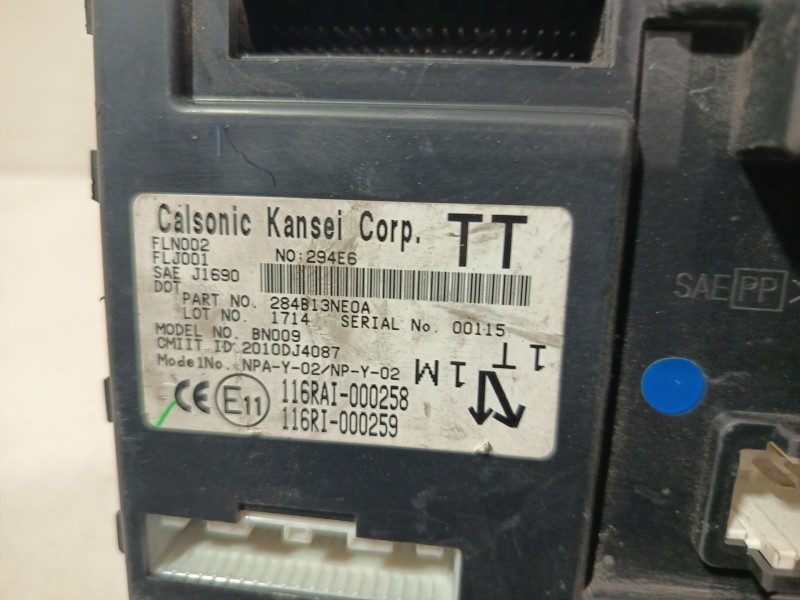 Calsonic Kansei Corp. TT
FLN002
FLJ001 NO:294E6
SAE J1690
DOT
PART NO. 284B13NE0A
LOT NO. 1714 SERIAL No. 00115
MODEL NO. BN009
CMIIT ID:2010DJ4087
ModelNo. NPA-Y-02/NP-Y-02
1M
1T
CE E11 116RAI-000258
116RI-000259
SAE PP >